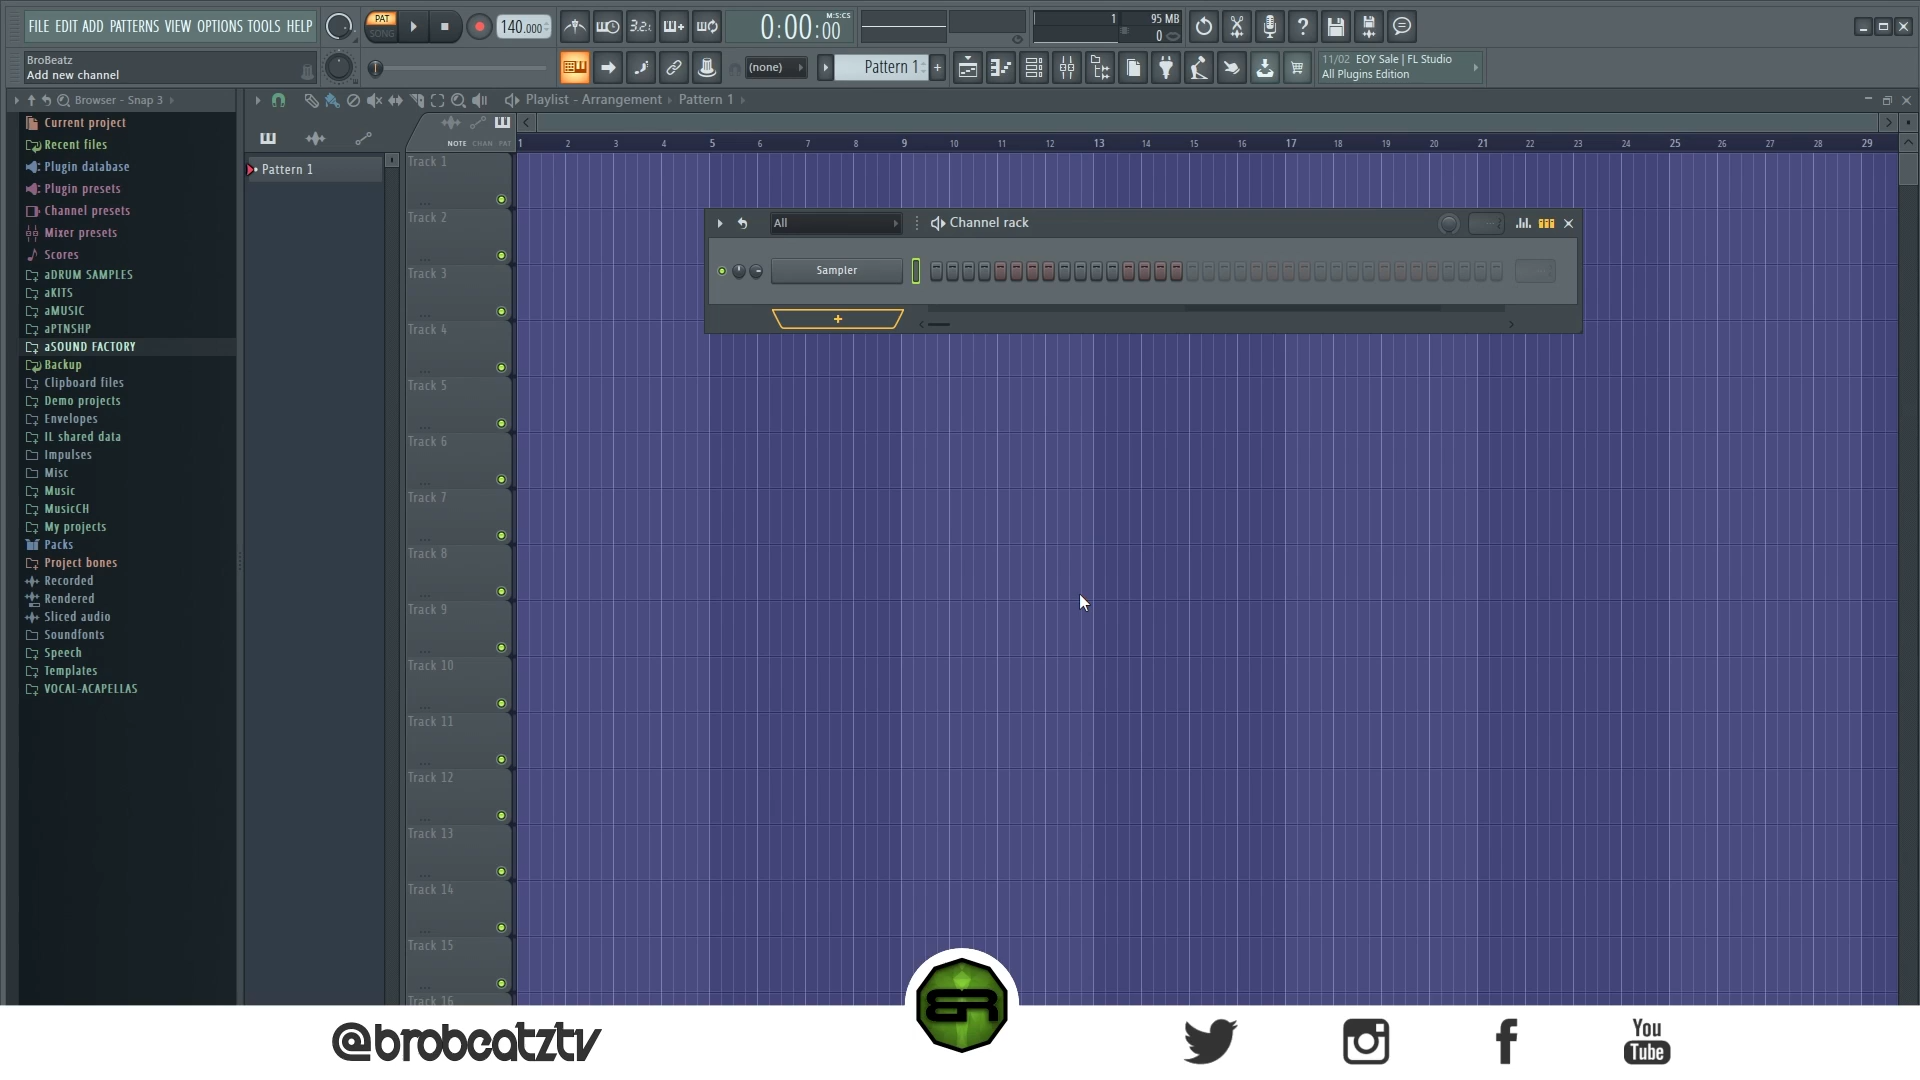 FILE EDIT ADD PATTERNS VIEW OPTIONS TOOLS HELP
PAT
SONG
140.000
3.2.:
M:S:CS
0:00:00
1
95 MB
0
BroBeatz
Add new channel
(none)
Pattern 1
11/02 EOY Sale | FL Studio
All Plugins Edition
Browser - Snap 3
Playlist - Arrangement
Pattern 1
Current project
Recent files
Plugin database
Plugin presets
Channel presets
Mixer presets
Scores
aDRUM SAMPLES
aKITS
aMUSIC
aPTNSHP
aSOUND FACTORY
Backup
Clipboard files
Demo projects
Envelopes
IL shared data
Impulses
Misc
Music
MusicCH
My projects
Packs
Project bones
Recorded
Rendered
Sliced audio
Soundfonts
Speech
Templates
VOCAL-ACAPELLAS
Pattern 1
NOTE CHAN PAT
1 2 3 4 5 6 7 8 9 10 11 12 13 14 15 16 17 18 19 20 21 22 23 24 25 26 27 28 29
Track 1
Track 2
Track 3
Track 4
Track 5
Track 6
Track 7
Track 8
Track 9
Track 10
Track 11
Track 12
Track 13
Track 14
Track 15
Track 16
All
Channel rack
Sampler
+
@brobeatztv
BR
You
Tube